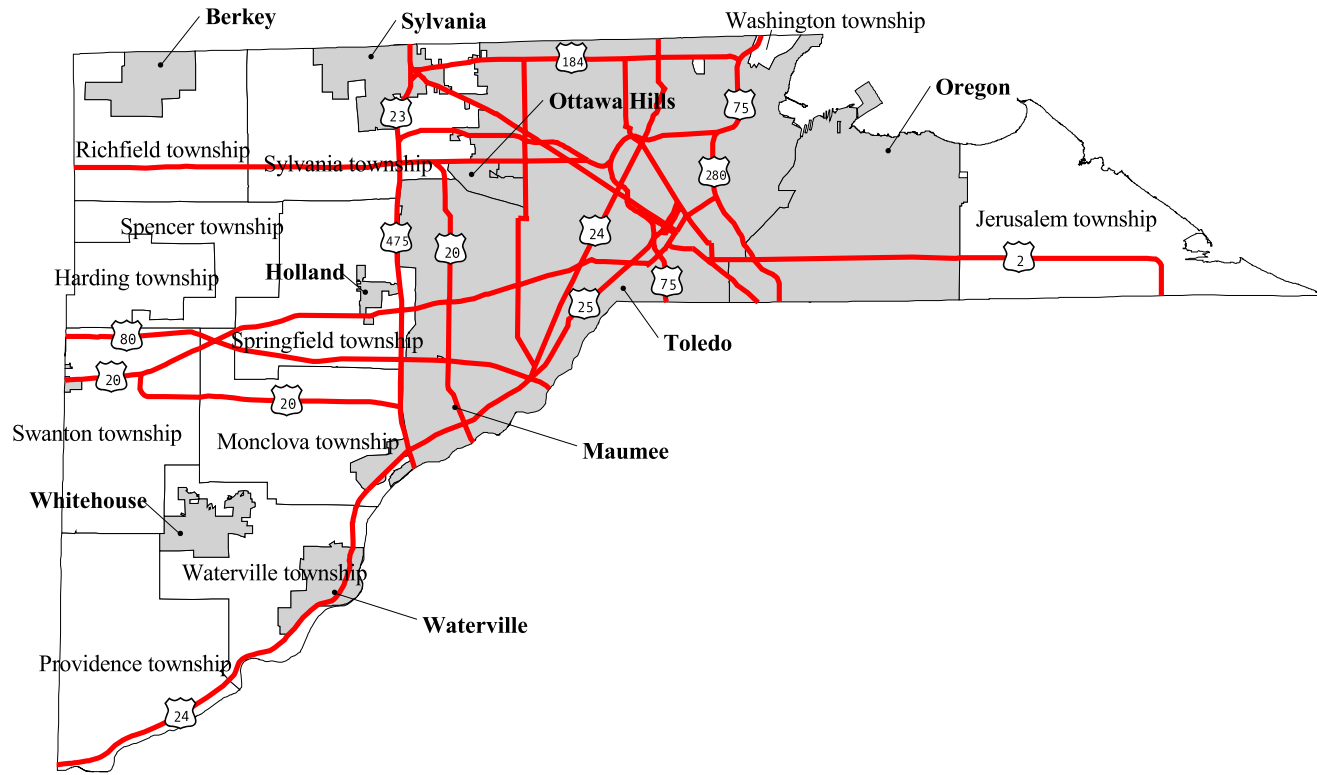 Berkey
Sylvania
Washington township
184
Oregon
Ottawa Hills
75
23
Richfield township
Sylvania township
280
Jerusalem township
Spencer township
24
475
20
2
Holland
Harding township
75
25
80
Springfield township
Toledo
20
20
Swanton township
Monclova township
Maumee
Whitehouse
Waterville township
Waterville
Providence township
24